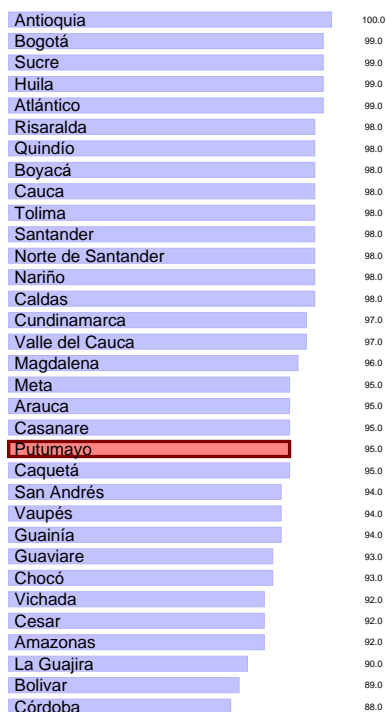 Antioquia 100.0
Bogotá 99.0
Sucre 99.0
Huila 99.0
Atlántico 99.0
Risaralda 98.0
Quindío 98.0
Boyacá 98.0
Cauca 98.0
Tolima 98.0
Santander 98.0
Norte de Santander 98.0
Nariño 98.0
Caldas 98.0
Cundinamarca 97.0
Valle del Cauca 97.0
Magdalena 96.0
Meta 95.0
Arauca 95.0
Casanare 95.0
Putumayo 95.0
Caquetá 95.0
San Andrés 94.0
Vaupés 94.0
Guainía 94.0
Guaviare 93.0
Chocó 93.0
Vichada 92.0
Cesar 92.0
Amazonas 92.0
La Guajira 90.0
Bolivar 89.0
Córdoba 88.0